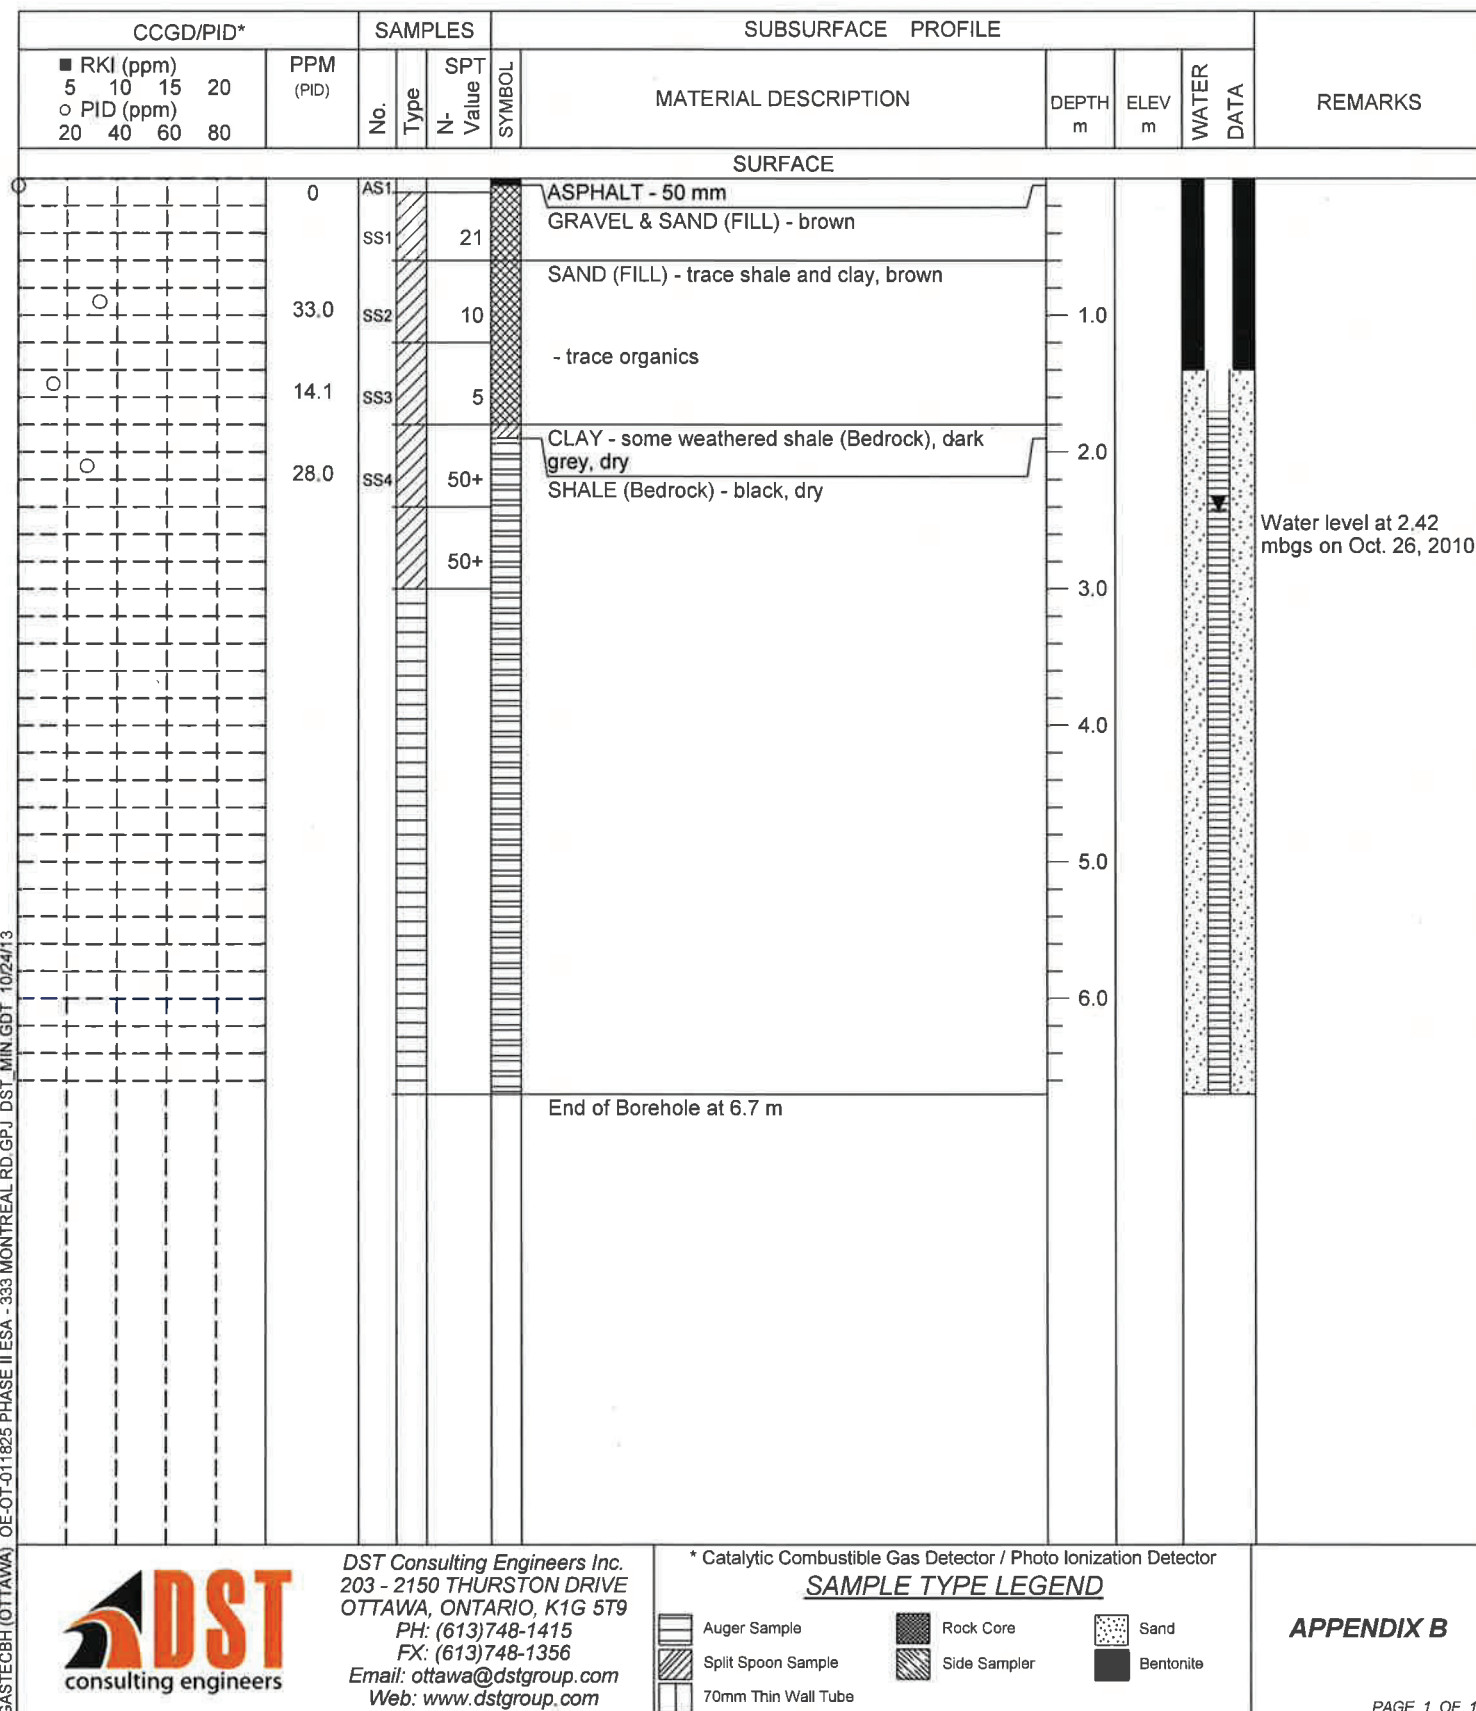 CCGD/PID*
SAMPLES
SUBSURFACE PROFILE
■ RKI (ppm)
5 10 15 20
○ PID (ppm)
20 40 60 80
PPM
(PID)
No.
Type
SPT
N-
Value
SYMBOL
MATERIAL DESCRIPTION
DEPTH
m
ELEV
m
WATER
DATA
REMARKS
SURFACE
0
AS1
ASPHALT - 50 mm
GRAVEL & SAND (FILL) - brown
SS1
21
SAND (FILL) - trace shale and clay, brown
33.0
SS2
10
1.0
- trace organics
14.1
SS3
5
CLAY - some weathered shale (Bedrock), dark
grey, dry
2.0
28.0
SS4
50+
SHALE (Bedrock) - black, dry
Water level at 2.42
mbgs on Oct. 26, 2010
50+
3.0
4.0
5.0
6.0
End of Borehole at 6.7 m
GASTECBH (OTTAWA) OE-OT-011825 PHASE II ESA - 333 MONTREAL RD.GPJ DST_MIN.GDT 10/24/13
DST
consulting engineers
DST Consulting Engineers Inc.
203 - 2150 THURSTON DRIVE
OTTAWA, ONTARIO, K1G 5T9
PH: (613)748-1415
FX: (613)748-1356
Email: ottawa@dstgroup.com
Web: www.dstgroup.com
* Catalytic Combustible Gas Detector / Photo Ionization Detector
SAMPLE TYPE LEGEND
Auger Sample
Rock Core
Sand
Split Spoon Sample
Side Sampler
Bentonite
70mm Thin Wall Tube
APPENDIX B
PAGE 1 OF 1